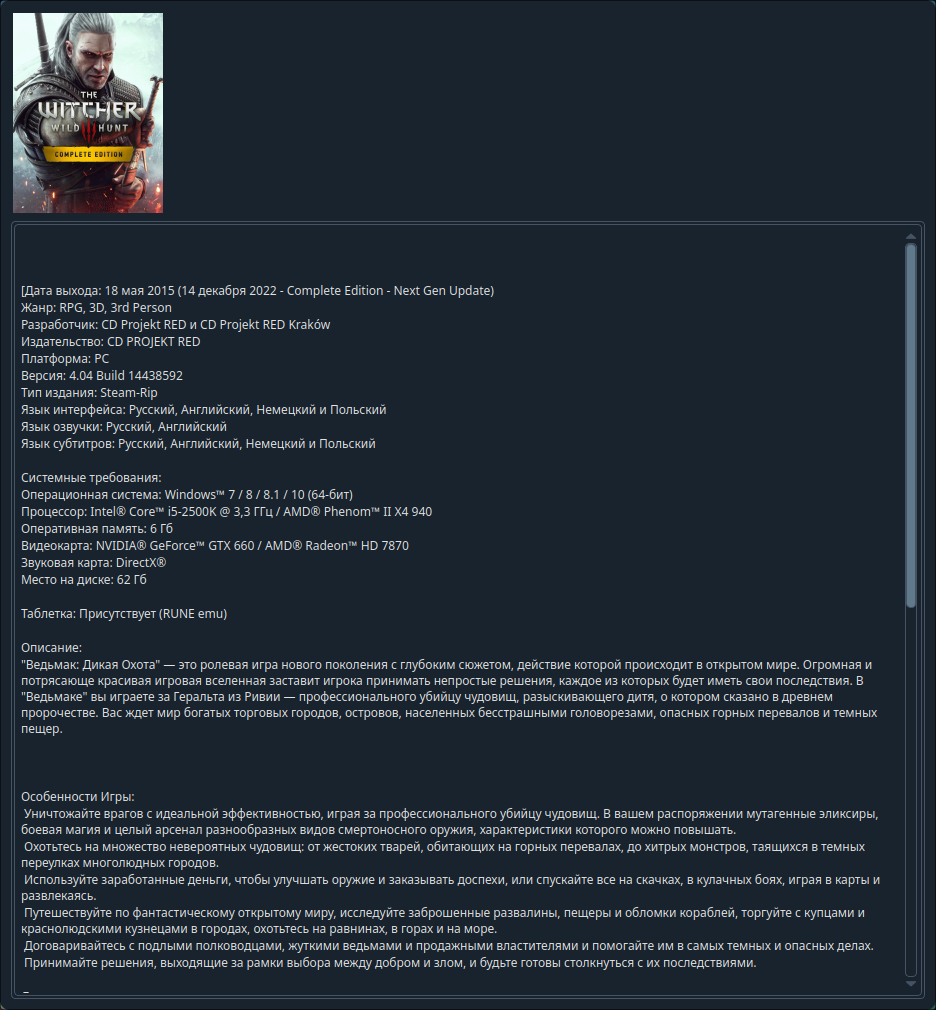 THE
WITCHER
WILD HUNT
COMPLETE EDITION
[Дата выхода: 18 мая 2015 (14 декабря 2022 - Complete Edition - Next Gen Update)
Жанр: RPG, 3D, 3rd Person
Разработчик: CD Projekt RED и CD Projekt RED Kraków
Издательство: CD PROJEKT RED
Платформа: PC
Версия: 4.04 Build 14438592
Тип издания: Steam-Rip
Язык интерфейса: Русский, Английский, Немецкий и Польский
Язык озвучки: Русский, Английский
Язык субтитров: Русский, Английский, Немецкий и Польский
Системные требования:
Операционная система: Windows™ 7 / 8 / 8.1 / 10 (64-бит)
Процессор: Intel® Core™ i5-2500K @ 3,3 ГГц / AMD® Phenom™ II X4 940
Оперативная память: 6 Гб
Видеокарта: NVIDIA® GeForce™ GTX 660 / AMD® Radeon™ HD 7870
Звуковая карта: DirectX®
Место на диске: 62 Гб
Таблетка: Присутствует (RUNE emu)
Описание:
"Ведьмак: Дикая Охота" — это ролевая игра нового поколения с глубоким сюжетом, действие которой происходит в открытом мире. Огромная и
потрясающе красивая игровая вселенная заставит игрока принимать непростые решения, каждое из которых будет иметь свои последствия. В
"Ведьмаке" вы играете за Геральта из Ривии — профессионального убийцу чудовищ, разыскивающего дитя, о котором сказано в древнем
пророчестве. Вас ждет мир богатых торговых городов, островов, населенных бесстрашными головорезами, опасных горных перевалов и темных
пещер.
Особенности Игры:
Уничтожайте врагов с идеальной эффективностью, играя за профессионального убийцу чудовищ. В вашем распоряжении мутагенные эликсиры,
боевая магия и целый арсенал разнообразных видов смертоносного оружия, характеристики которого можно повышать.
Охотьтесь на множество невероятных чудовищ: от жестоких тварей, обитающих на горных перевалах, до хитрых монстров, таящихся в темных
переулках многолюдных городов.
Используйте заработанные деньги, чтобы улучшать оружие и заказывать доспехи, или спускайте все на скачках, в кулачных боях, играя в карты и
развлекаясь.
Путешествуйте по фантастическому открытому миру, исследуйте заброшенные развалины, пещеры и обломки кораблей, торгуйте с купцами и
краснолюдскими кузнецами в городах, охотьтесь на равнинах, в горах и на море.
Договаривайтесь с подлыми полководцами, жуткими ведьмами и продажными властителями и помогайте им в самых темных и опасных делах.
Принимайте решения, выходящие за рамки выбора между добром и злом, и будьте готовы столкнуться с их последствиями.